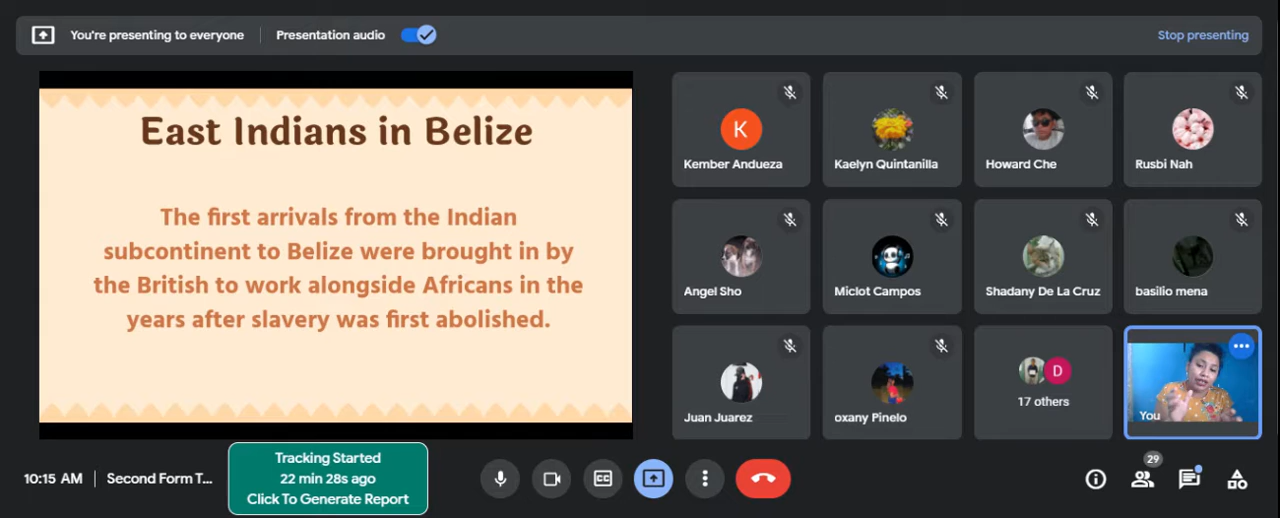 You're presenting to everyone
Presentation audio
Stop presenting
East Indians in Belize
The first arrivals from the Indian
subcontinent to Belize were brought in by
the British to work alongside Africans in the
years after slavery was first abolished.
K
Kember Andueza
Kaelyn Quintanilla
Howard Che
Rusbi Nah
Angel Sho
Miclot Campos
Shadany De La Cruz
basilio mena
Juan Juarez
oxany Pinelo
D
17 others
You
10:15 AM
Second Form T...
Tracking Started
22 min 28s ago
Click To Generate Report
CC
29